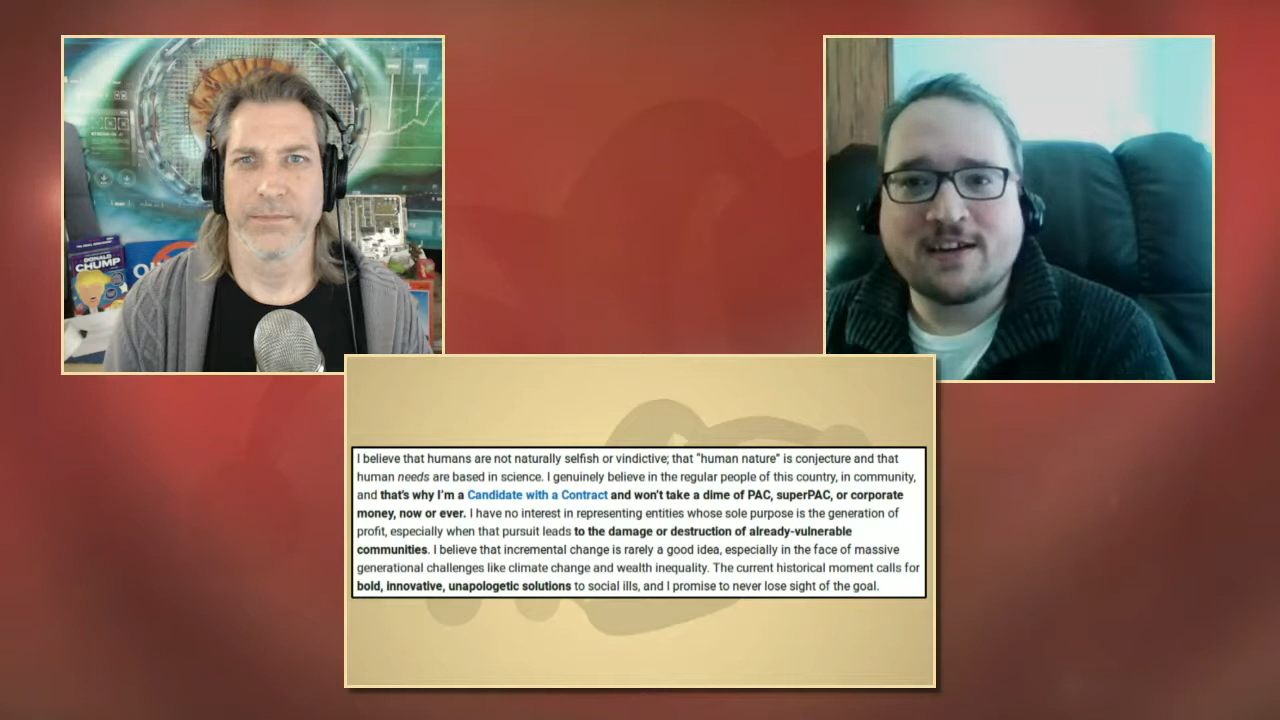 DONALD
CHUMP
I believe that humans are not naturally selfish or vindictive; that “human nature” is conjecture and that
human needs are based in science. I genuinely believe in the regular people of this country, in community,
and that’s why I’m a Candidate with a Contract and won’t take a dime of PAC, superPAC, or corporate
money, now or ever. I have no interest in representing entities whose sole purpose is the generation of
profit, especially when that pursuit leads to the damage or destruction of already-vulnerable
communities. I believe that incremental change is rarely a good idea, especially in the face of massive
generational challenges like climate change and wealth inequality. The current historical moment calls for
bold, innovative, unapologetic solutions to social ills, and I promise to never lose sight of the goal.